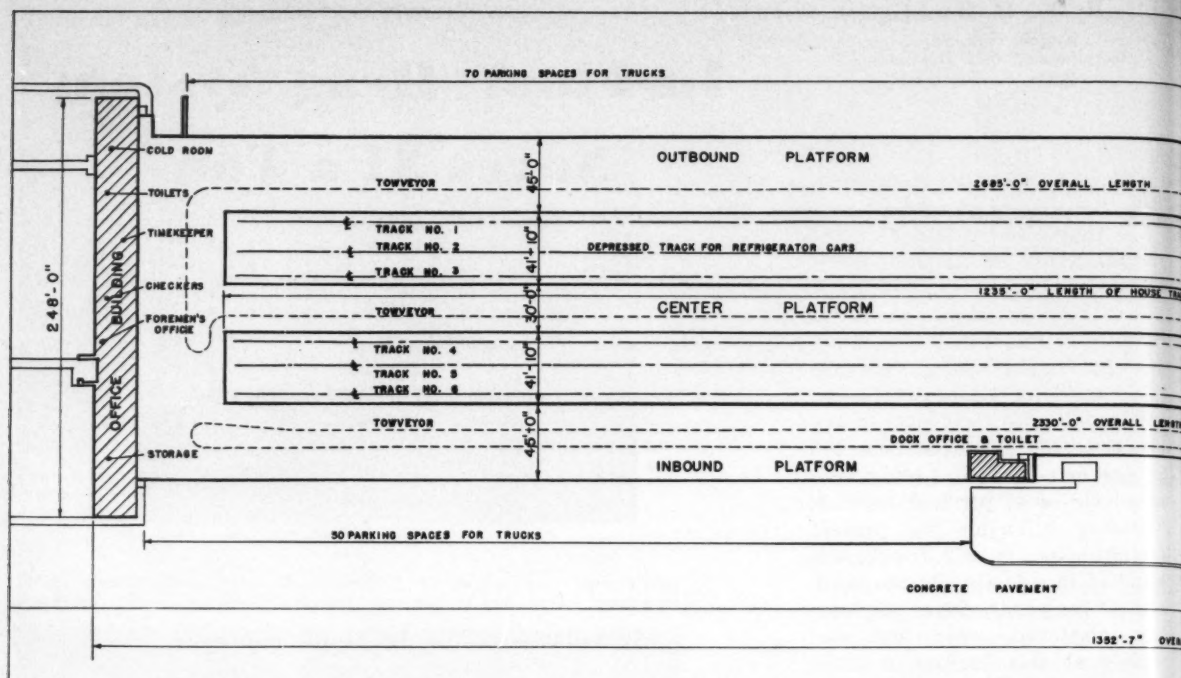 70 PARKING SPACES FOR TRUCKS
COLD ROOM
TOILETS
TIMEKEEPER
CHECKERS
FOREMEN'S
OFFICE
STORAGE
OFFICE BUILDING
248'-0"
OUTBOUND PLATFORM
45'-0"
TOWVEYOR
2685'-0" OVERALL LENGTH
TRACK NO. 1
TRACK NO. 2
DEPRESSED TRACK FOR REFRIGERATOR CARS
TRACK NO. 3
41'-10"
1235'-0" LENGTH OF HOUSE
TOWVEYOR
CENTER PLATFORM
30'-0"
TRACK NO. 4
TRACK NO. 5
TRACK NO. 6
41'-10"
TOWVEYOR
2330'-0" OVERALL LENGTH
DOCK OFFICE & TOILET
45'-0"
INBOUND PLATFORM
50 PARKING SPACES FOR TRUCKS
CONCRETE PAVEMENT
1352'-7"